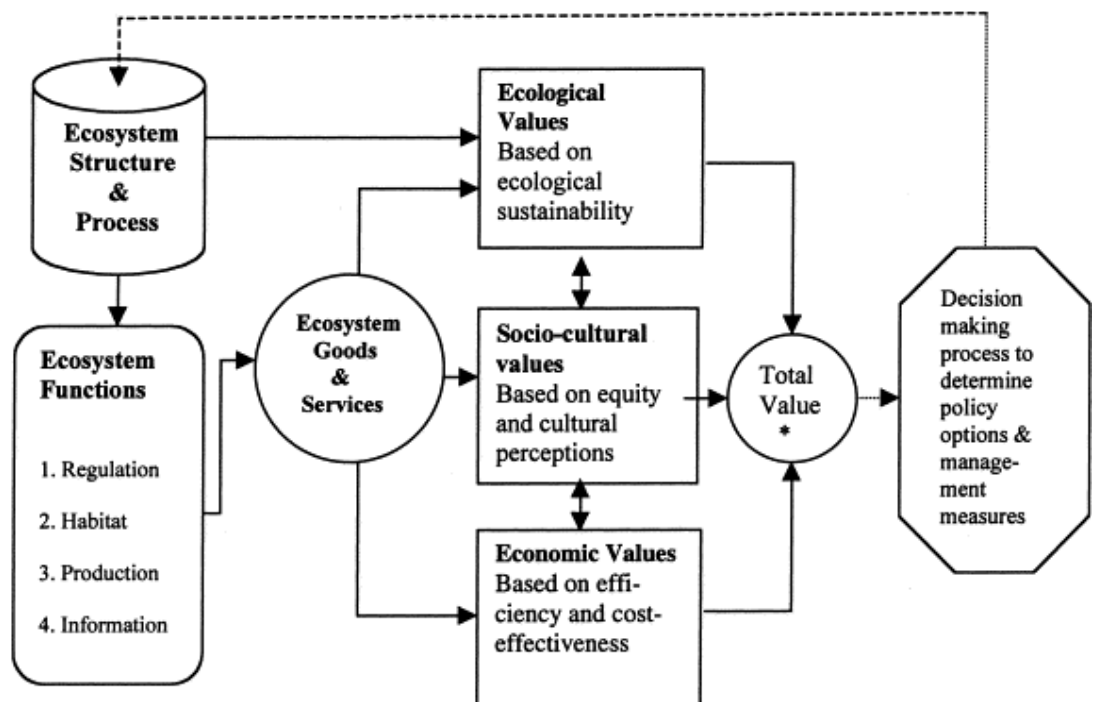 Ecosystem
Structure
&
Process
Ecosystem
Functions
1. Regulation
2. Habitat
3. Production
4. Information
Ecosystem
Goods
&
Services
Ecological
Values
Based on
ecological
sustainability
Socio-cultural
values
Based on equity
and cultural
perceptions
Economic Values
Based on effi-
ciency and cost-
effectiveness
Total
Value
*
Decision
making
process to
determine
policy
options &
manage-
ment
measures